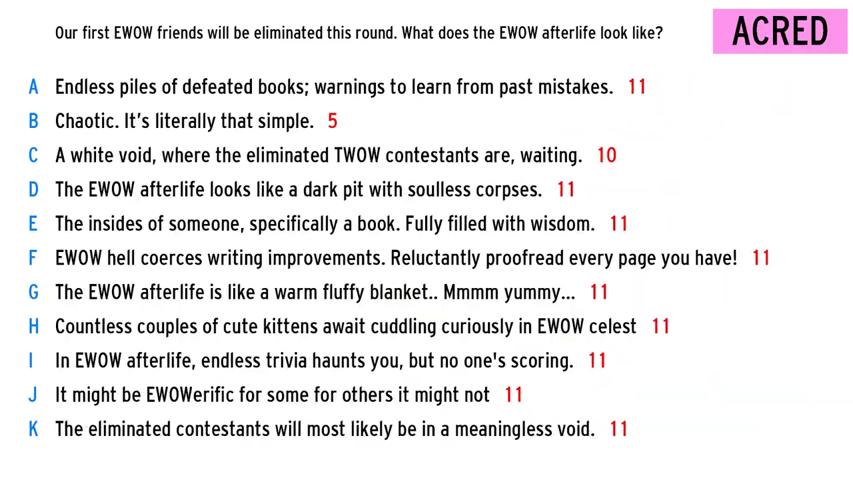 Our first EWOW friends will be eliminated this round. What does the EWOW afterlife look like?
ACRED
A Endless piles of defeated books; warnings to learn from past mistakes. 11
B Chaotic. It's literally that simple. 5
C A white void, where the eliminated TWOW contestants are, waiting. 10
D The EWOW afterlife looks like a dark pit with soulless corpses. 11
E The insides of someone, specifically a book. Fully filled with wisdom. 11
F EWOW hell coerces writing improvements. Reluctantly proofread every page you have! 11
G The EWOW afterlife is like a warm fluffy blanket.. Mmmm yummy... 11
H Countless couples of cute kittens await cuddling curiously in EWOW celest 11
I In EWOW afterlife, endless trivia haunts you, but no one's scoring. 11
J It might be EWOWerific for some for others it might not 11
K The eliminated contestants will most likely be in a meaningless void. 11